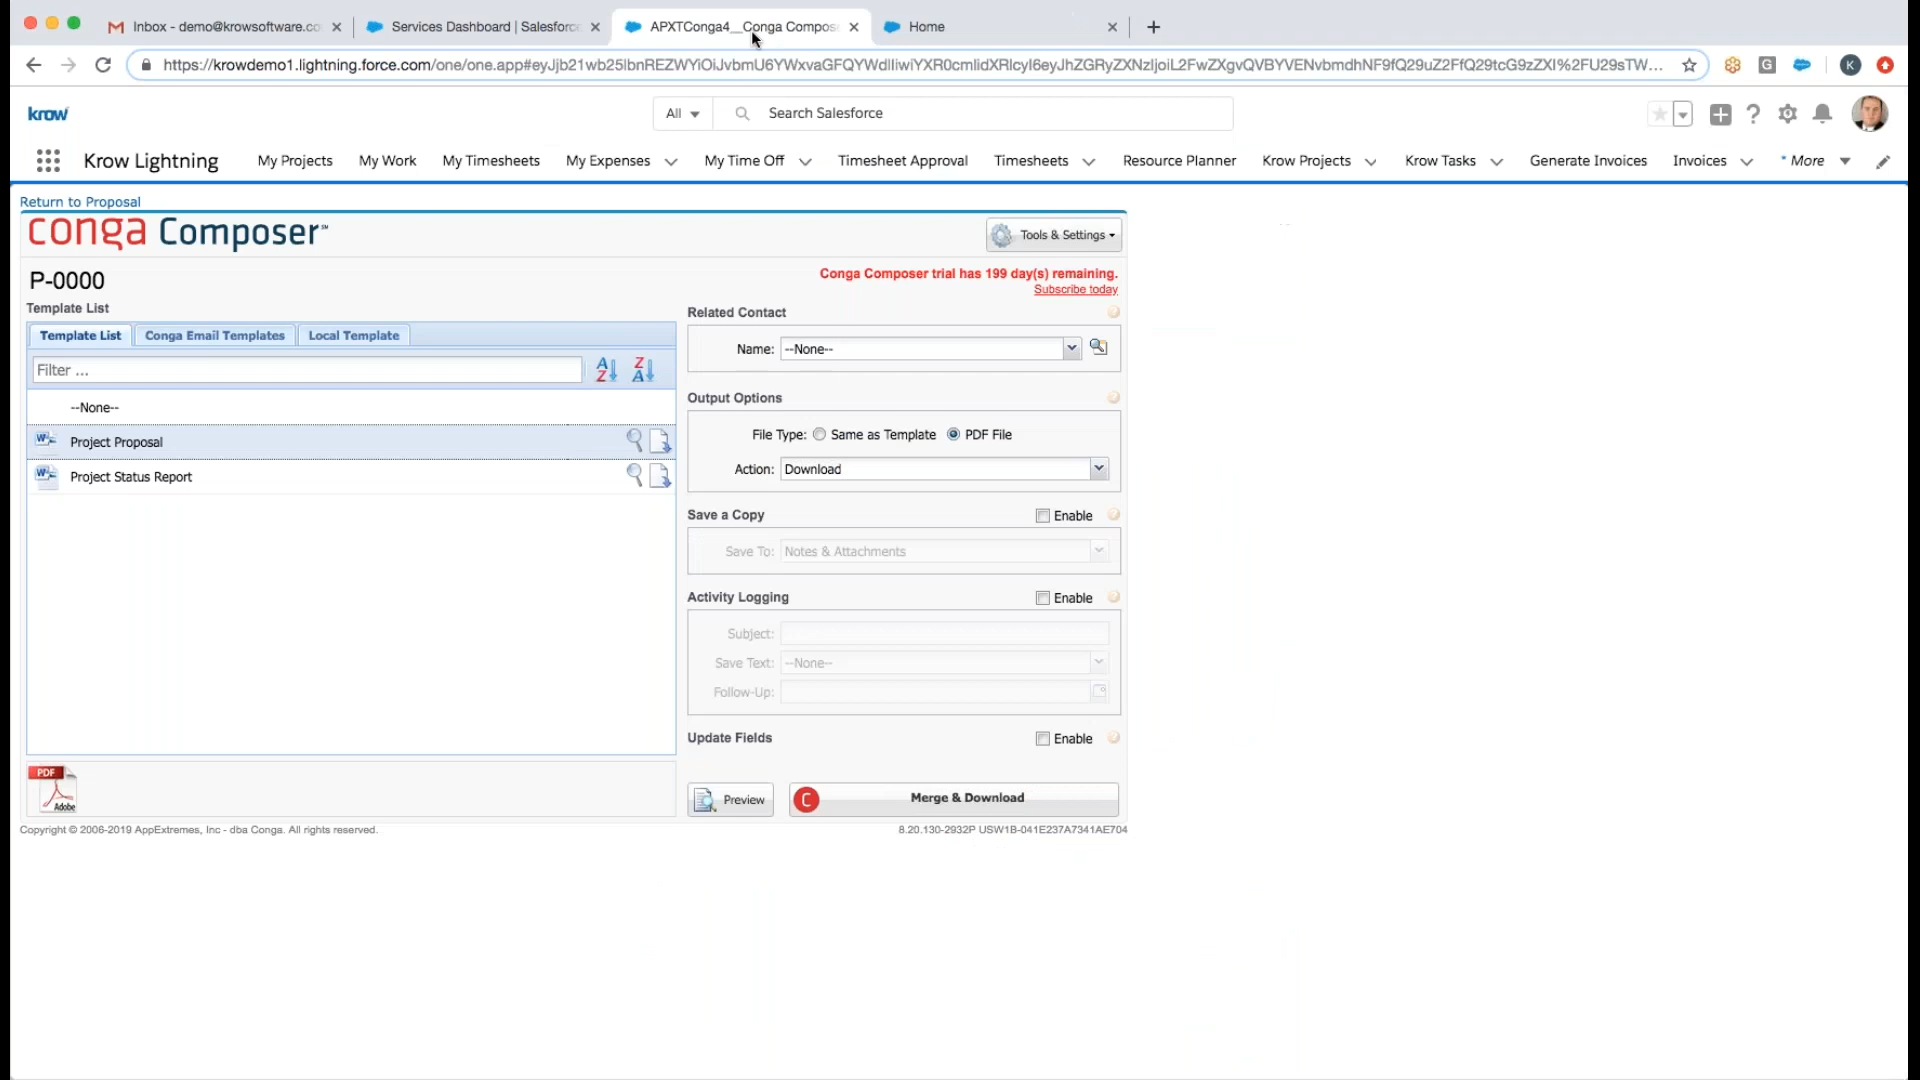 Inbox - demo@krowsoftware.co
Services Dashboard | Salesforc
APXTConga4__Conga Compos
Home
https://krowdemo1.lightning.force.com/one/one.app#
krow
All
Search Salesforce
K
G
Krow Lightning
My Projects
My Work
My Timesheets
My Expenses
My Time Off
Timesheet Approval
Timesheets
Resource Planner
Krow Projects
Krow Tasks
Generate Invoices
Invoices
* More
Return to Proposal
conga Composer℠
Tools & Settings
P-0000
Conga Composer trial has 199 day(s) remaining.
Subscribe today
Template List
Template List
Conga Email Templates
Local Template
Filter ...
--None--
Project Proposal
Project Status Report
Related Contact
Name: --None--
Output Options
File Type: Same as Template PDF File
Action: Download
Save a Copy
Enable
Save To: Notes & Attachments
Activity Logging
Enable
Subject:
Save Text: --None--
Follow-Up:
Update Fields
Enable
PDF
Adobe
Preview
C
Merge & Download
Copyright © 2006-2019 AppExtremes, Inc - dba Conga. All rights reserved.
8.20.130-2932P USW1B-041E237A7341AE704